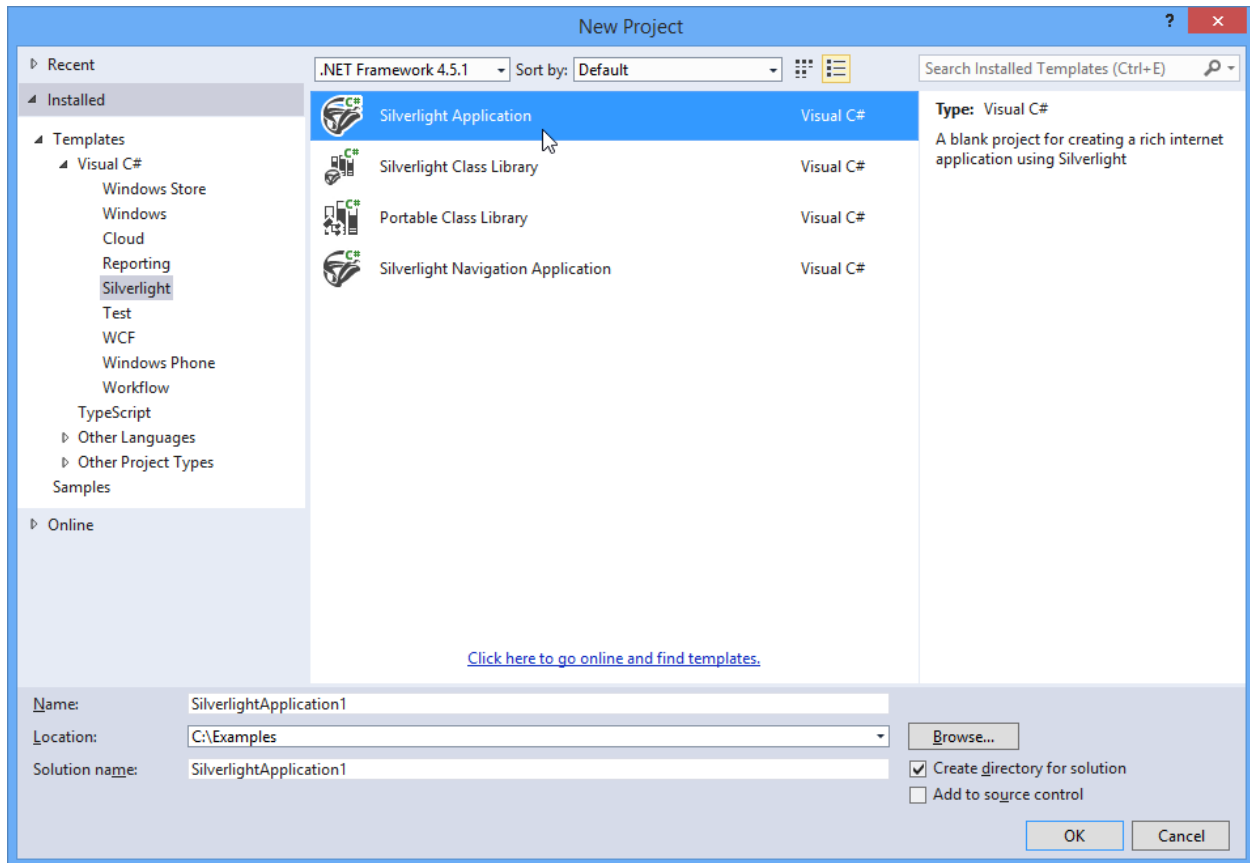 New Project
?
Recent
Installed
Templates
Visual C#
Windows Store
Windows
Cloud
Reporting
Silverlight
Test
WCF
Windows Phone
Workflow
TypeScript
Other Languages
Other Project Types
Samples
Online
.NET Framework 4.5.1 Sort by: Default
Silverlight Application Visual C#
Silverlight Class Library Visual C#
Portable Class Library Visual C#
Silverlight Navigation Application Visual C#
Click here to go online and find templates.
Search Installed Templates (Ctrl+E)
Type: Visual C#
A blank project for creating a rich internet
application using Silverlight
Name: SilverlightApplication1
Location: C:\Examples Browse...
Solution name: SilverlightApplication1
Create directory for solution
Add to source control
OK Cancel